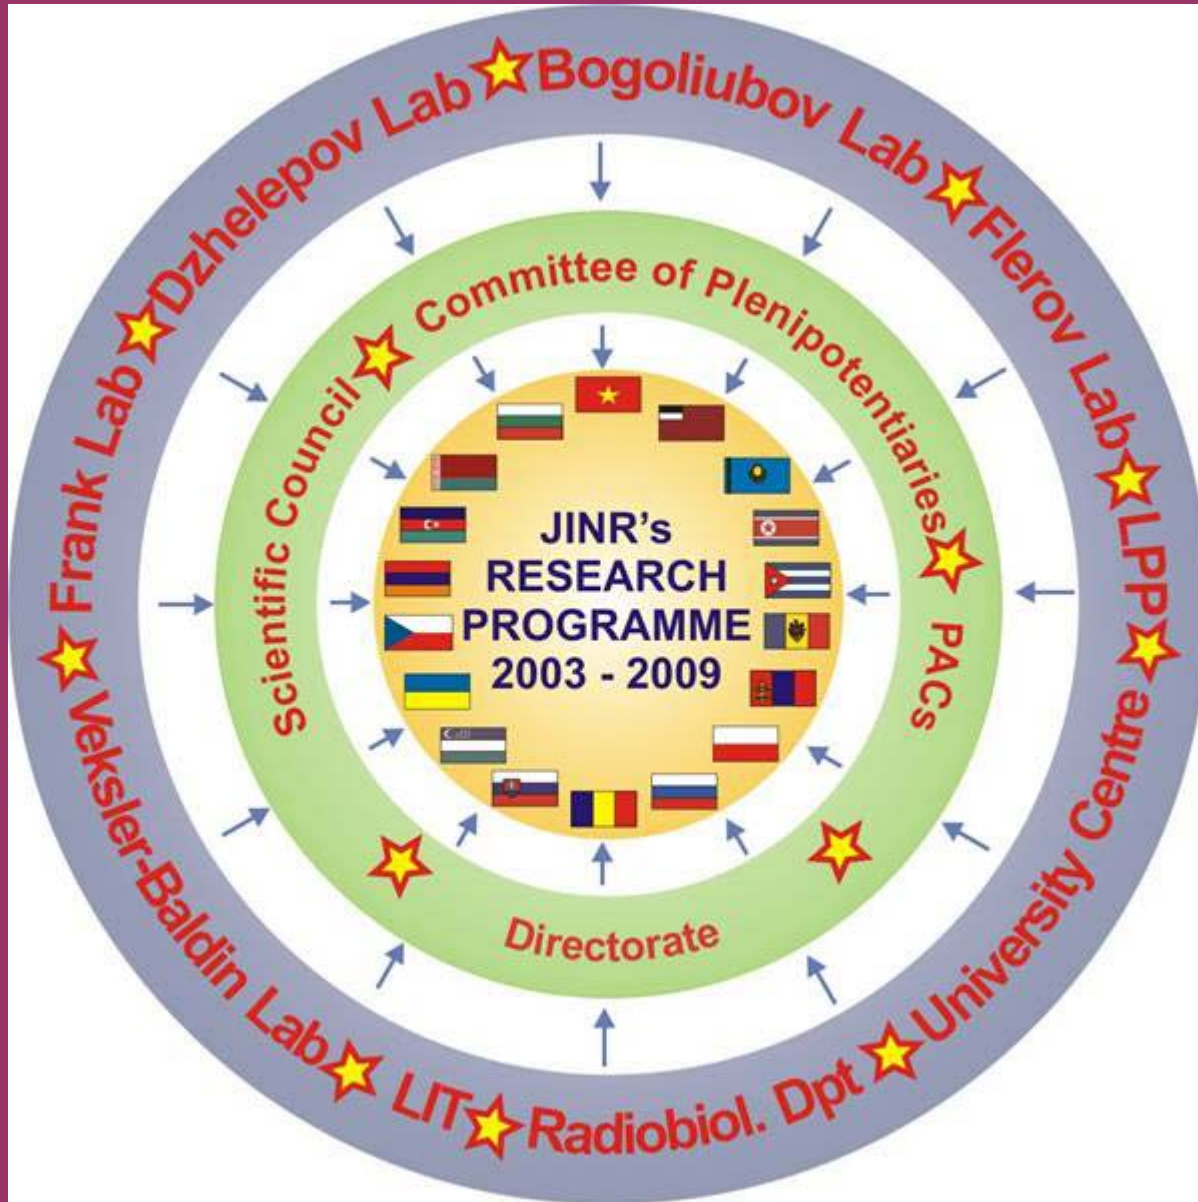 Bogoliubov Lab
Flerov Lab
LPP
University Centre
Radiobiol. Dpt
LIT
Veksler-Baldin Lab
Frank Lab
Dzhelepov Lab
Committee of Plenipotentiaries
PACs
Directorate
Scientific Council
JINR's
RESEARCH
PROGRAMME
2003 - 2009